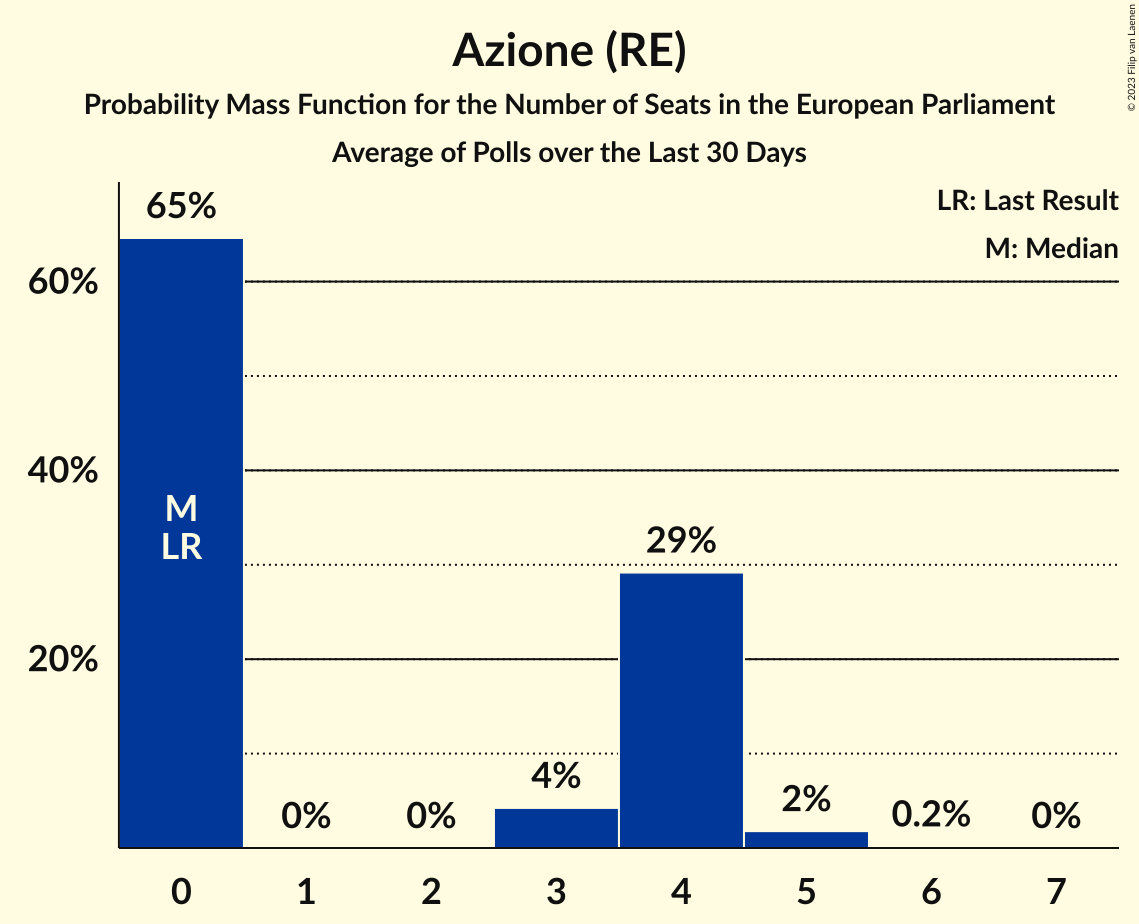 Azione (RE)
Probability Mass Function for the Number of Seats in the European Parliament
Average of Polls over the Last 30 Days
© 2023 Filip van Laenen
LR: Last Result
M: Median
65%
60%
40%
20%
M
LR
0%
0%
4%
29%
2%
0.2%
0%
0 1 2 3 4 5 6 7